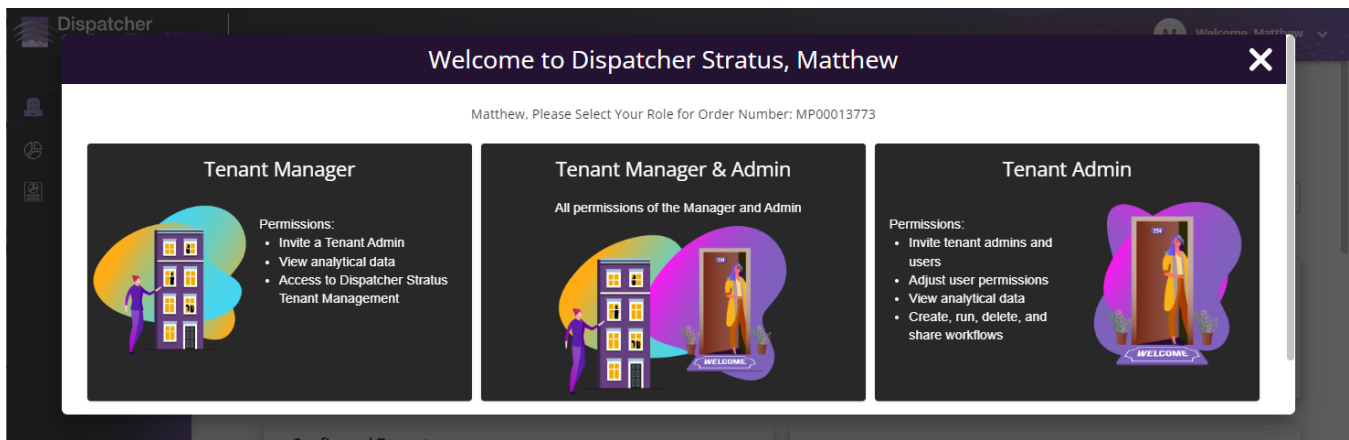 Dispatcher
Welcome, Matthew
Welcome to Dispatcher Stratus, Matthew
Matthew, Please Select Your Role for Order Number: MP00013773
Tenant Manager
Permissions:
• Invite a Tenant Admin
• View analytical data
• Access to Dispatcher Stratus
Tenant Management
Tenant Manager & Admin
All permissions of the Manager and Admin
WELCOME
Tenant Admin
Permissions:
• Invite tenant admins and
users
• Adjust user permissions
• View analytical data
• Create, run, delete, and
share workflows
WELCOME